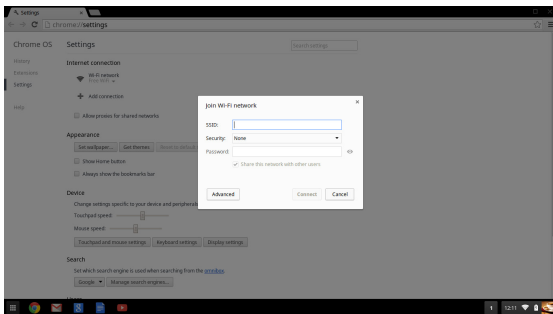 Settings
chrome://settings
Chrome OS
Settings
Search settings
History
Extensions
Settings
Help
Internet connection
Wi-Fi network
Add connection
Allow proxies for shared networks
Join Wi-Fi network
SSID:
Security: None
Password:
Share this network with other users
Advanced
Connect
Cancel
Appearance
Set wallpaper...
Get themes
Reset to default
Show Home button
Always show the bookmarks bar
Device
Change settings specific to your device and peripherals
Touchpad speed:
Mouse speed:
Touchpad and mouse settings
Keyboard settings
Display settings
Search
Set which search engine is used when searching from the omnibox.
Google
Manage search engines...
1
12:11